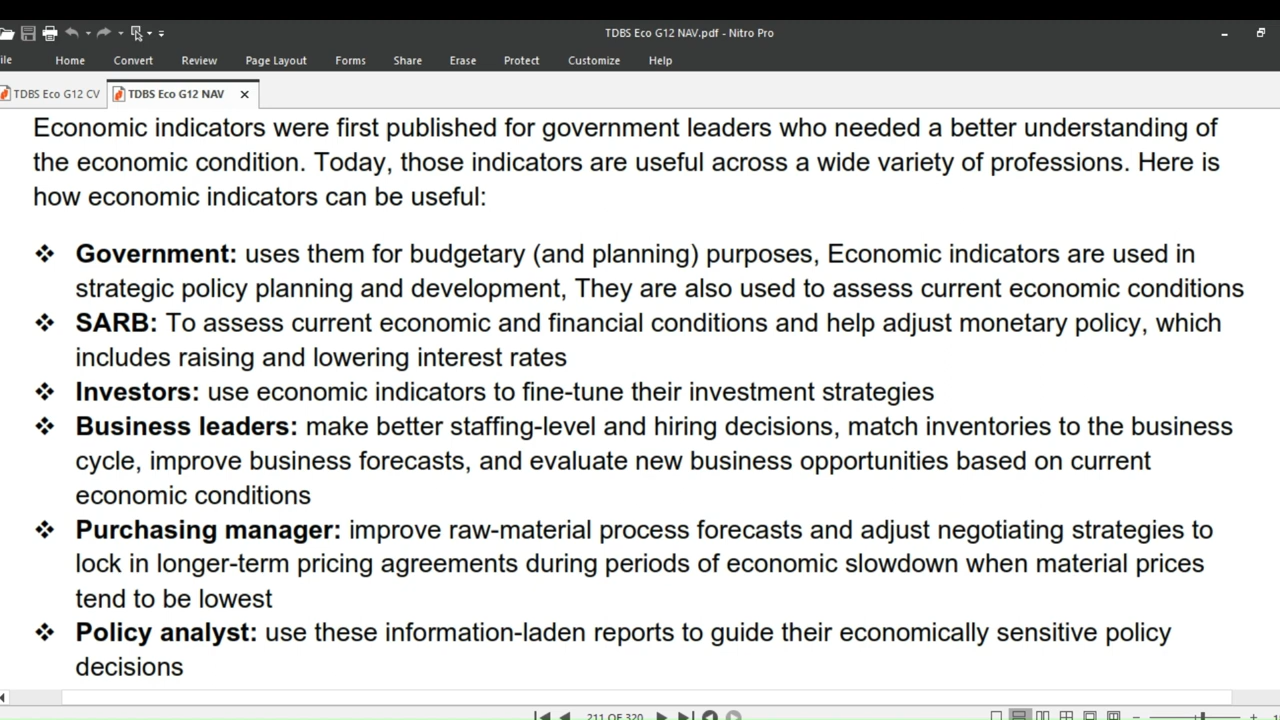 TDBS Eco G12 NAV.pdf - Nitro Pro
ile Home Convert Review Page Layout Forms Share Erase Protect Customize Help
TDBS Eco G12 CV TDBS Eco G12 NAV
Economic indicators were first published for government leaders who needed a better understanding of
the economic condition. Today, those indicators are useful across a wide variety of professions. Here is
how economic indicators can be useful:
❖ Government: uses them for budgetary (and planning) purposes, Economic indicators are used in
strategic policy planning and development, They are also used to assess current economic conditions
❖ SARB: To assess current economic and financial conditions and help adjust monetary policy, which
includes raising and lowering interest rates
❖ Investors: use economic indicators to fine-tune their investment strategies
❖ Business leaders: make better staffing-level and hiring decisions, match inventories to the business
cycle, improve business forecasts, and evaluate new business opportunities based on current
economic conditions
❖ Purchasing manager: improve raw-material process forecasts and adjust negotiating strategies to
lock in longer-term pricing agreements during periods of economic slowdown when material prices
tend to be lowest
❖ Policy analyst: use these information-laden reports to guide their economically sensitive policy
decisions
211 OF 320